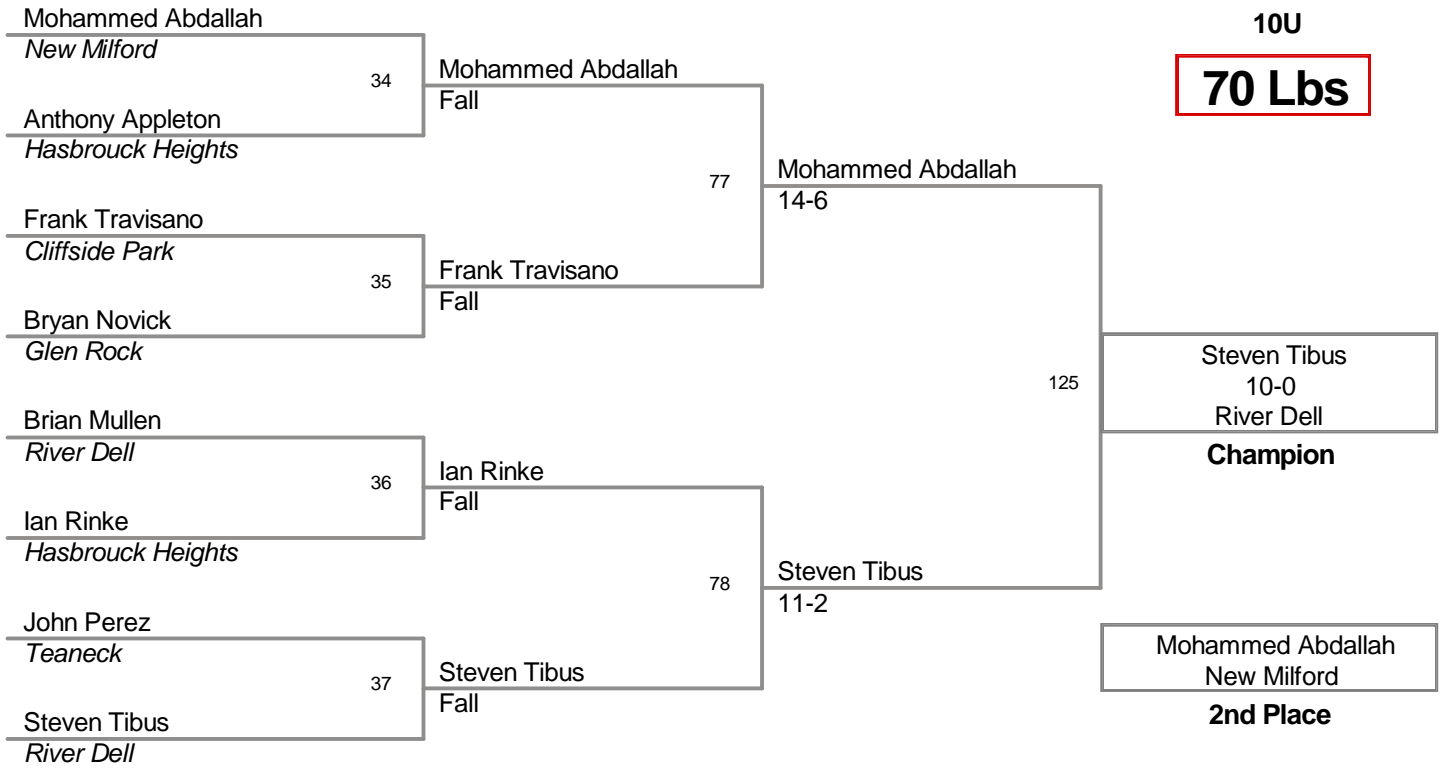 Mohammed Abdallah
New Milford
34
Anthony Appleton
Hasbrouck Heights
Frank Travisano
Cliffside Park
35
Bryan Novick
Glen Rock
Brian Mullen
River Dell
36
Ian Rinke
Hasbrouck Heights
John Perez
Teaneck
37
Steven Tibus
River Dell
Mohammed Abdallah
Fall
77
Frank Travisano
Fall
Ian Rinke
Fall
78
Steven Tibus
Fall
Mohammed Abdallah
14-6
125
Steven Tibus
11-2
10U
70 Lbs
Steven Tibus
10-0
River Dell
Champion
Mohammed Abdallah
New Milford
2nd Place